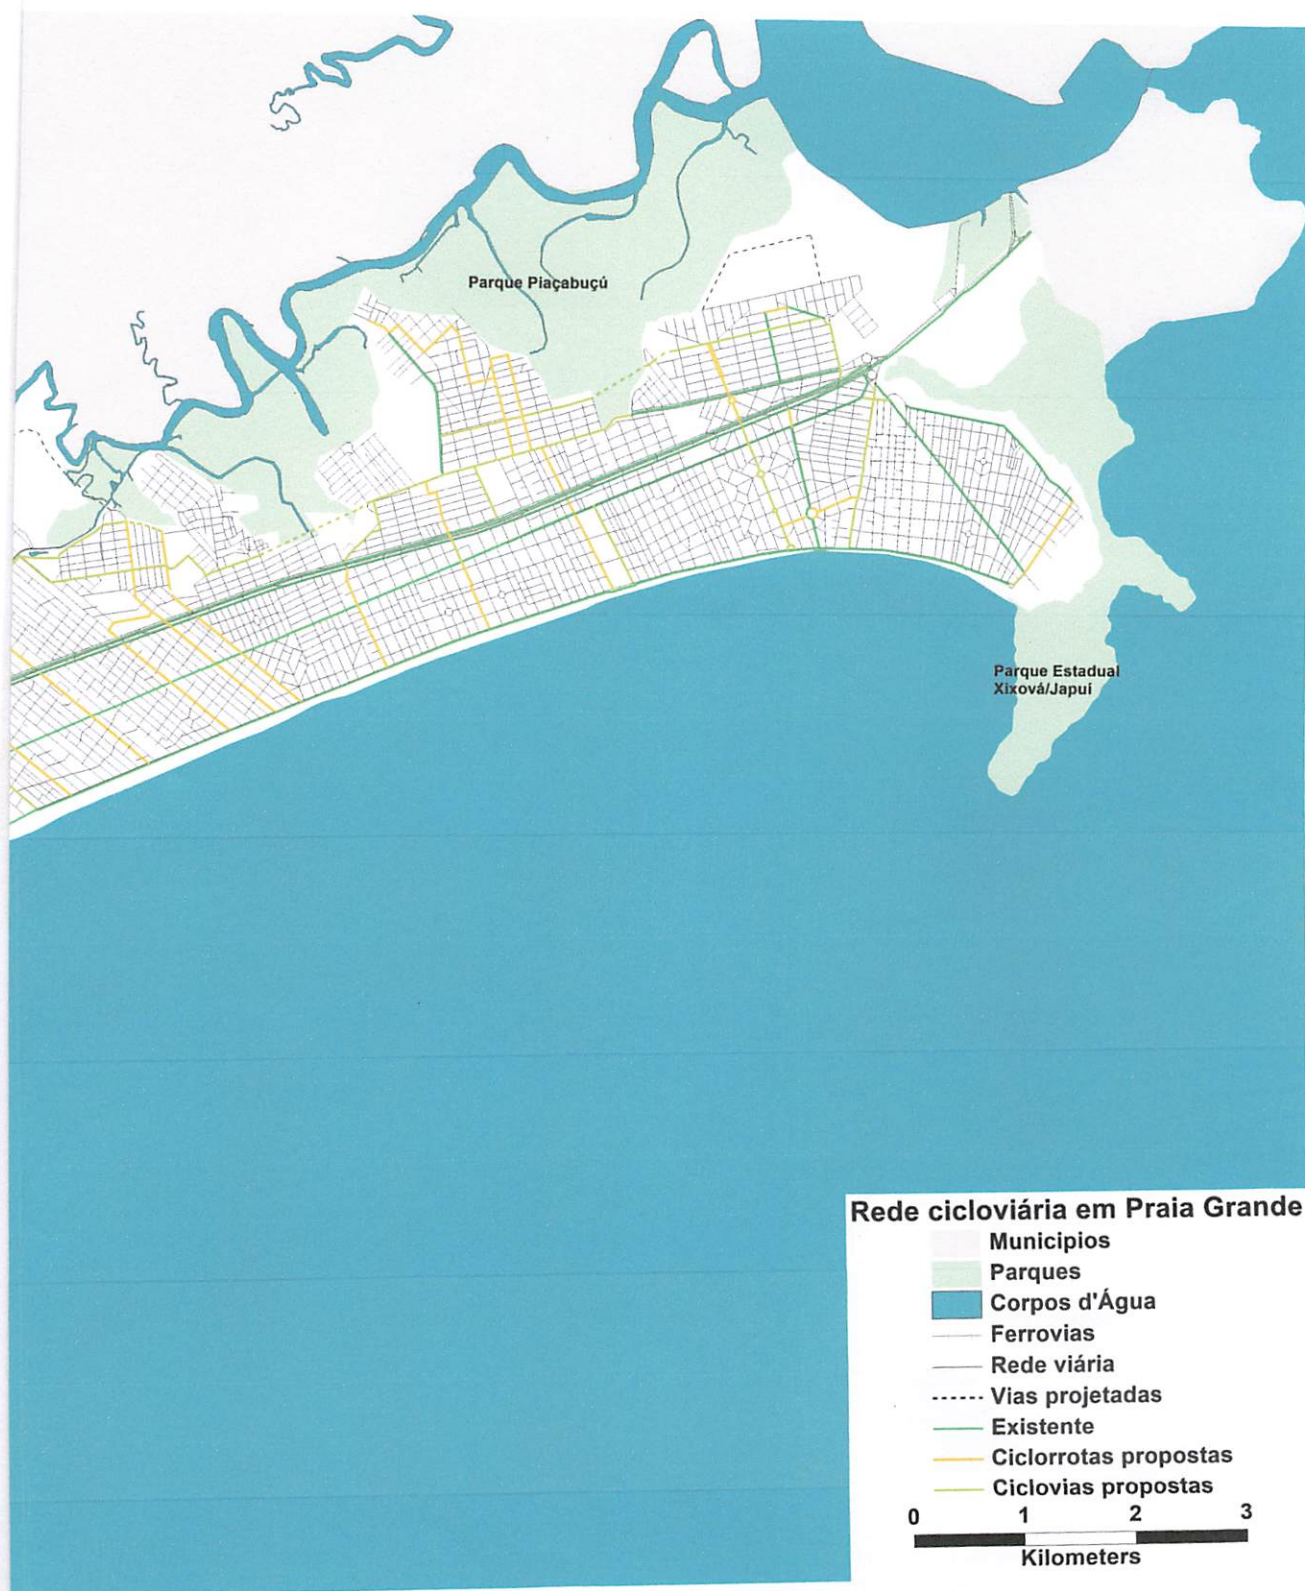 Parque Piaçabuçú
Parque Estadual
Xixová/Japuí
Rede cicloviária em Praia Grande
Municipios
Parques
Corpos d'Água
Ferrovias
Rede viária
Vias projetadas
Existente
Ciclorrotas propostas
Ciclovias propostas
0 1 2 3
Kilometers